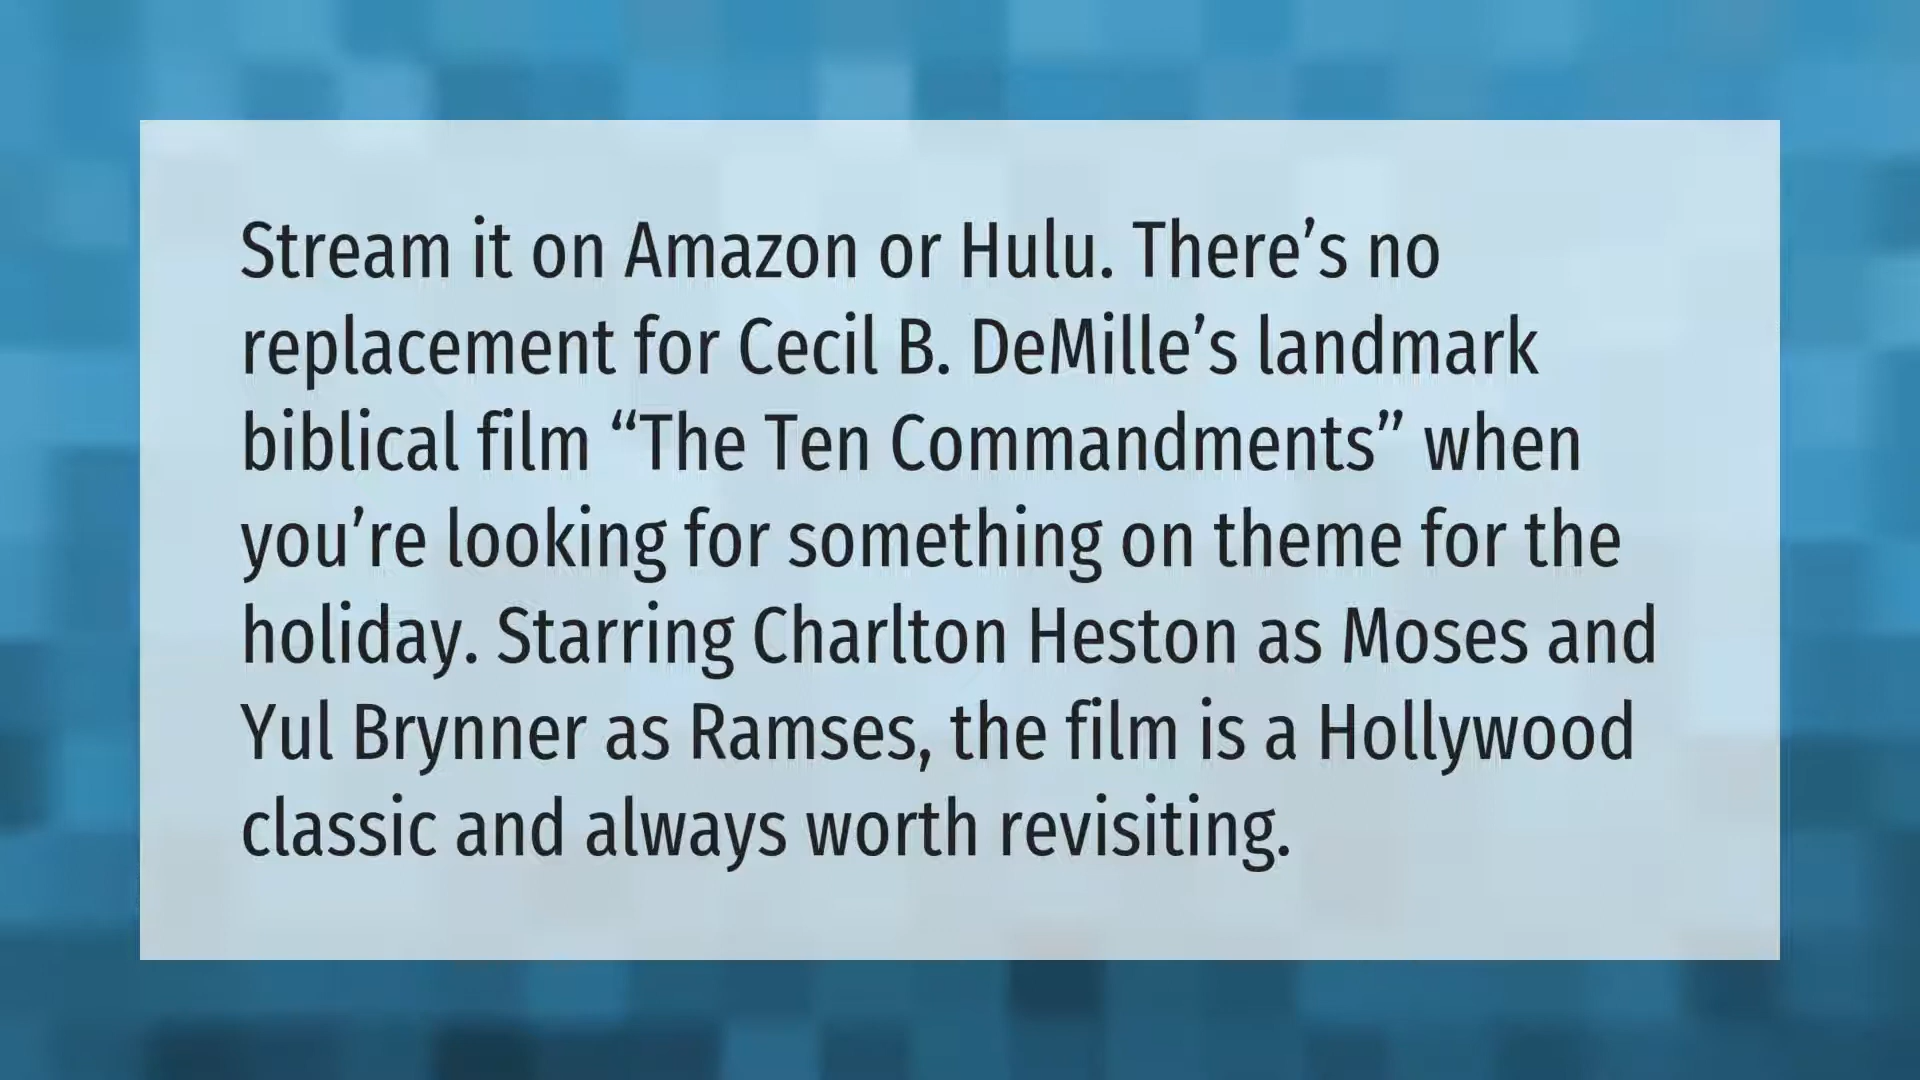 Stream it on Amazon or Hulu. There’s no
replacement for Cecil B. DeMille’s landmark
biblical film “The Ten Commandments” when
you’re looking for something on theme for the
holiday. Starring Charlton Heston as Moses and
Yul Brynner as Ramses, the film is a Hollywood
classic and always worth revisiting.